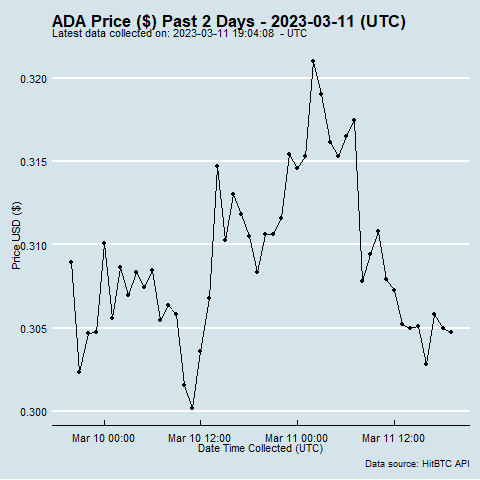 ADA Price ($) Past 2 Days - 2023-03-11 (UTC)
Latest data collected on: 2023-03-11 19:04:08 - UTC
0.320
0.315
0.310
0.305
0.300
Price USD ($)
Mar 10 00:00 Mar 10 12:00 Mar 11 00:00 Mar 11 12:00
Date Time Collected (UTC)
Data source: HitBTC API